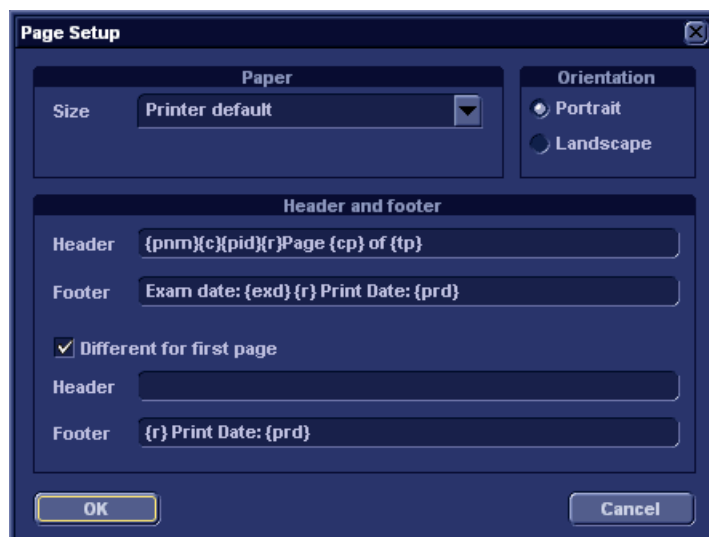 Page Setup
Paper
Size Printer default
Orientation
Portrait
Landscape
Header and footer
Header {pnm}{c}{pid}{r}Page {cp} of {tp}
Footer Exam date: {exd} {r} Print Date: {prd}
Different for first page
Header
Footer {r} Print Date: {prd}
OK Cancel